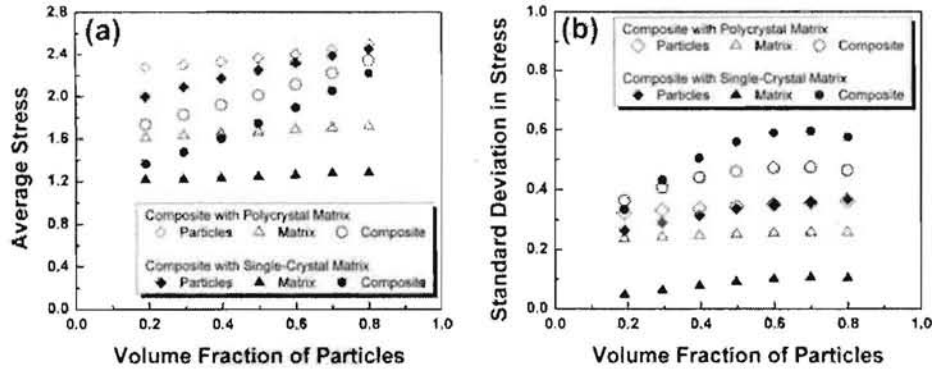 (a)
Average Stress
2.8
2.4
2.0
1.6
1.2
0.8
0.4
0.0
0.0 0.2 0.4 0.6 0.8 1.0
Volume Fraction of Particles
Composite with Polycrystal Matrix
Particles Matrix Composite
Composite with Single-Crystal Matrix
Particles Matrix Composite
(b)
Standard Deviation in Stress
1.0
0.8
0.6
0.4
0.2
0.0
0.0 0.2 0.4 0.6 0.8 1.0
Volume Fraction of Particles
Composite with Polycrystal Matrix
Particles Matrix Composite
Composite with Single-Crystal Matrix
Particles Matrix Composite